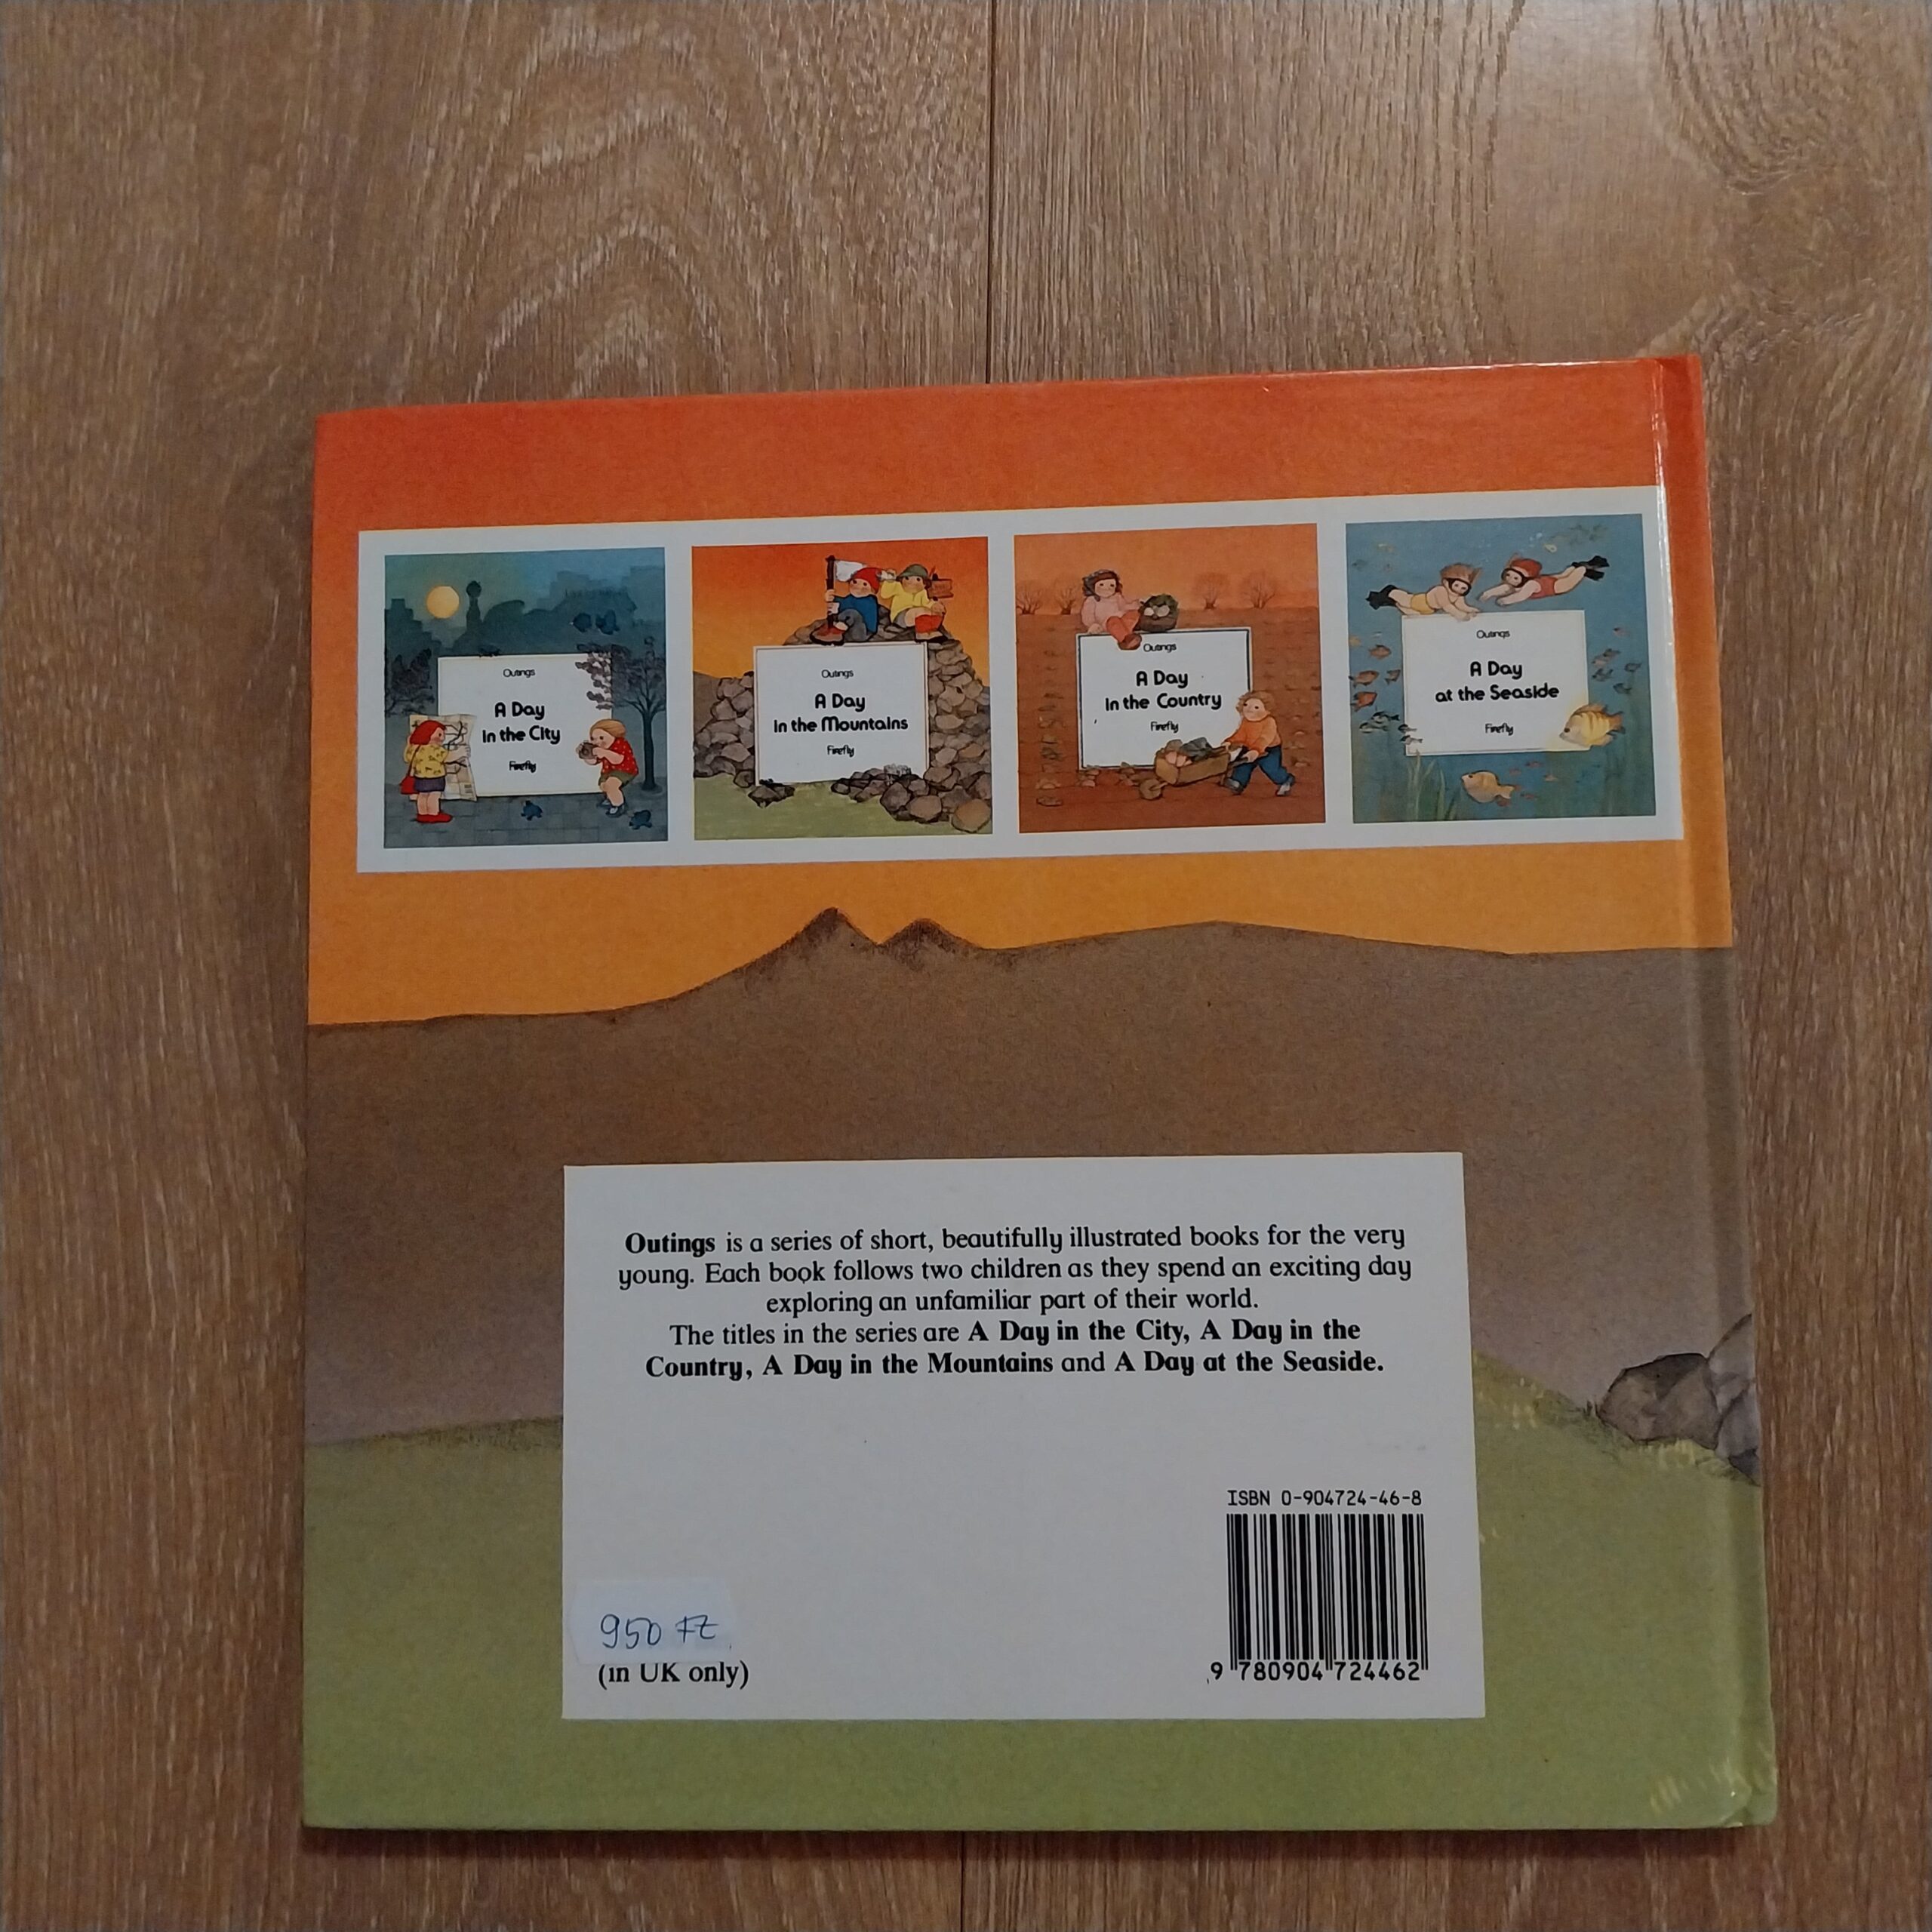 Outings
A Day
in the City
Firefly
Outings
A Day
in the Mountains
Firefly
Outings
A Day
in the Country
Firefly
Outings
A Day
at the Seaside
Firefly
Outings is a series of short, beautifully illustrated books for the very
young. Each book follows two children as they spend an exciting day
exploring an unfamiliar part of their world.
The titles in the series are A Day in the City, A Day in the
Country, A Day in the Mountains and A Day at the Seaside.
ISBN 0-904724-46-8
950 Ft
(in UK only)
9 780904 724462